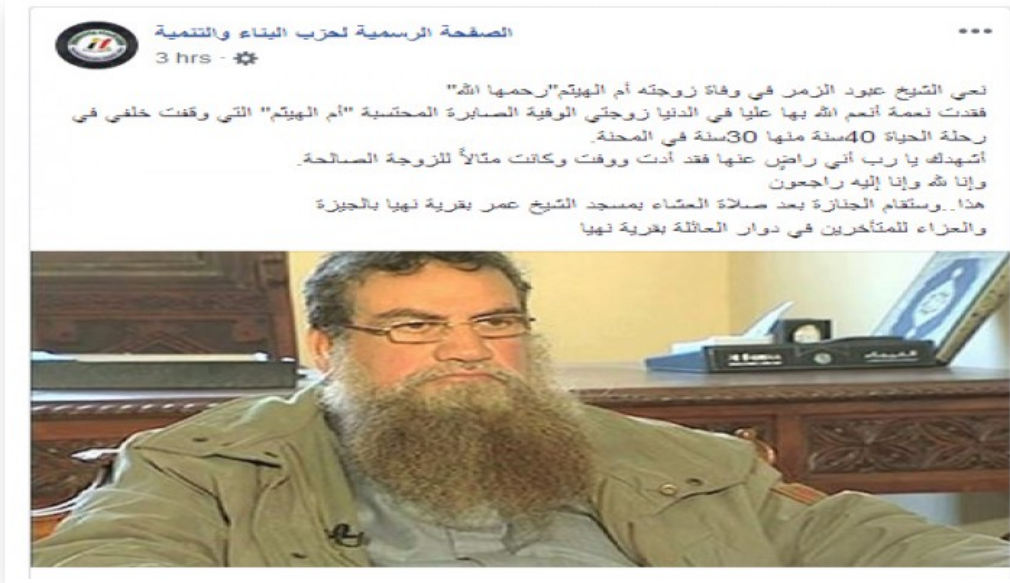 الصفحة الرسمية لحزب البناء والتنمية
3 hrs ·
نعي الشيخ عبود الزمر في وفاة زوجته أم الهيثم"رحمها الله"
فقدت نعمة أنعم الله بها عليا في الدنيا زوجتي الوفية الصابرة المحتسبة "أم الهيثم" التي وقفت خلفي في
رحلة الحياة 40سنة منها 30سنة في المحنة.
أشهدك يا رب أني راضٍ عنها فقد أدت ووفت وكانت مثالاً للزوجة الصالحة.
وإنا لله وإنا إليه راجعون
هذا..وستقام الجنازة بعد صلاة العشاء بمسجد الشيخ عمر بقرية نهيا بالجيزة
والعزاء للمتأخرين في دوار العائلة بقرية نهيا